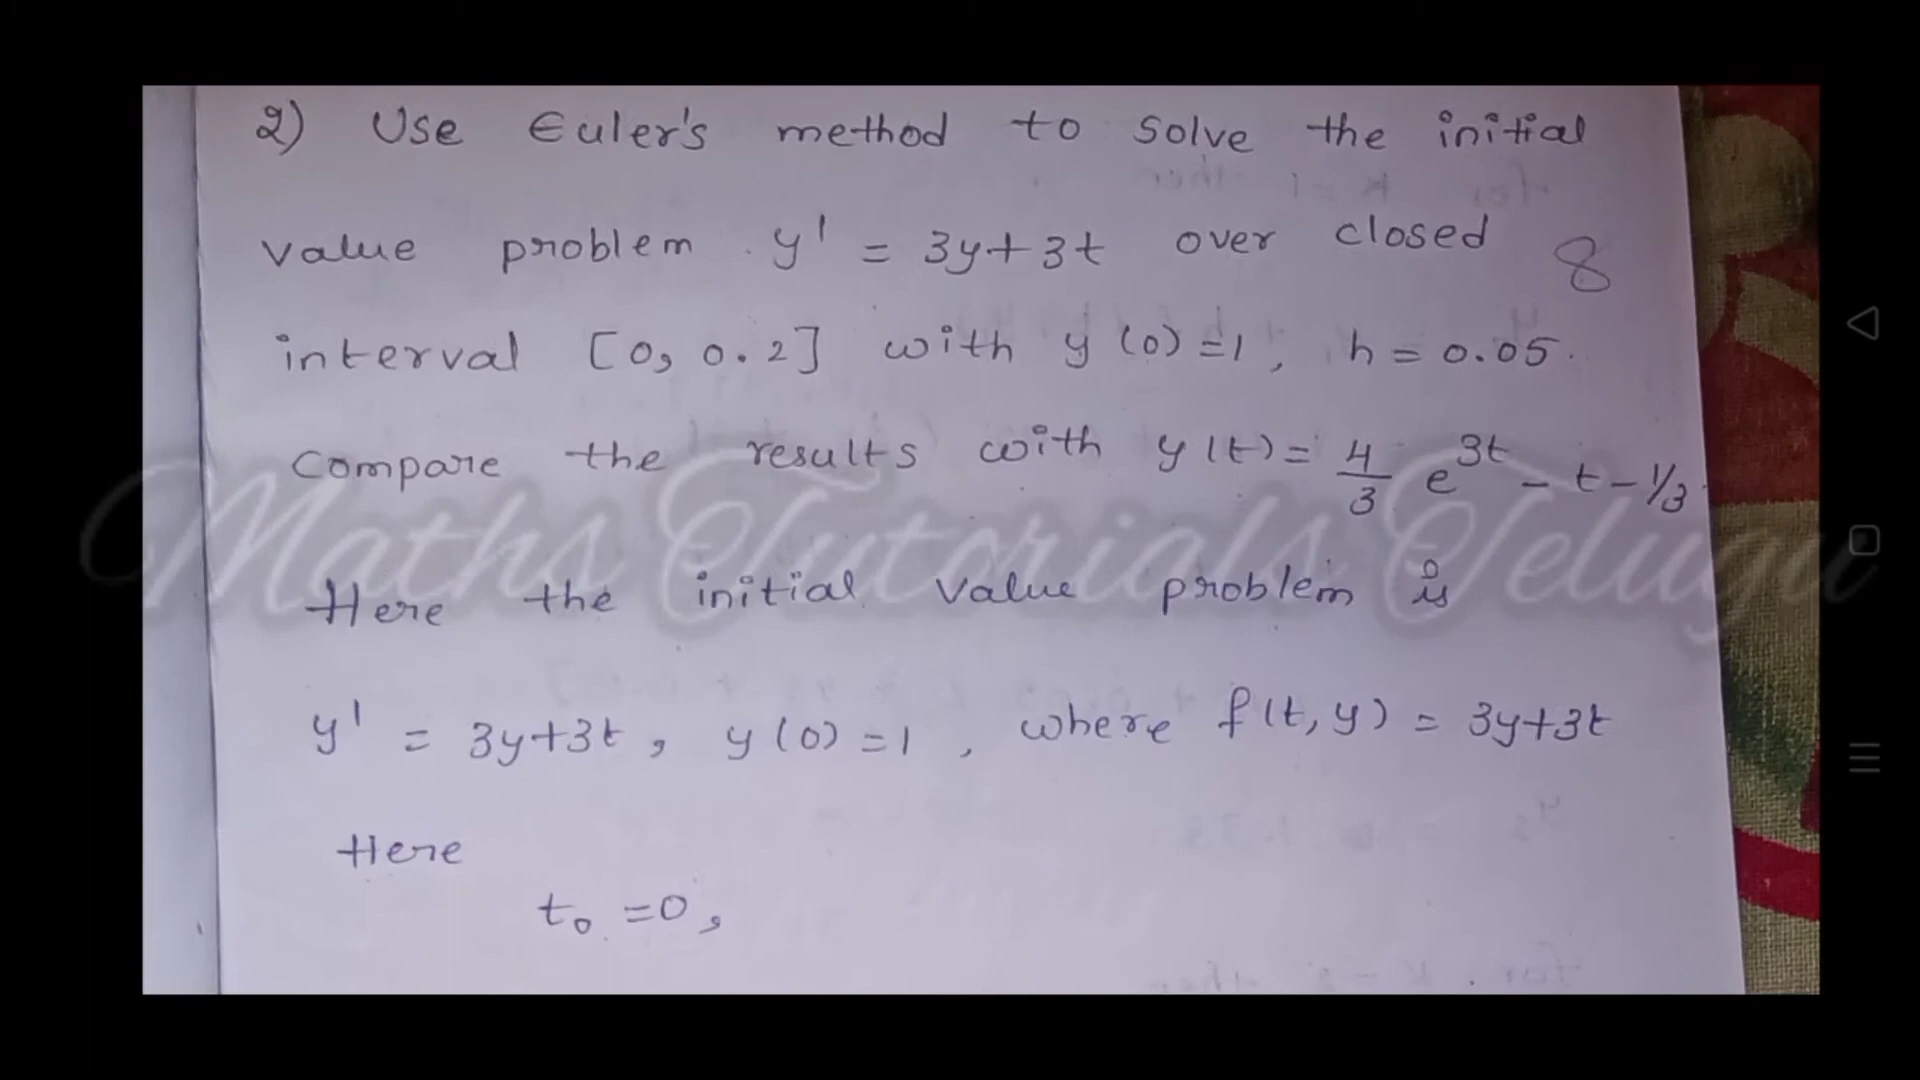 2) Use Euler's method to solve the initial
value problem y' = 3y+3t over closed 8
interval [0, 0.2] with y(0)=1, h=0.05.
Compare the results with y(t)= 4/3 e^3t - t - 1/3
Maths Tutorials Telugu
Here the initial value problem is
y' = 3y+3t, y(0)=1, where f(t,y) = 3y+3t
Here
t₀ =0,